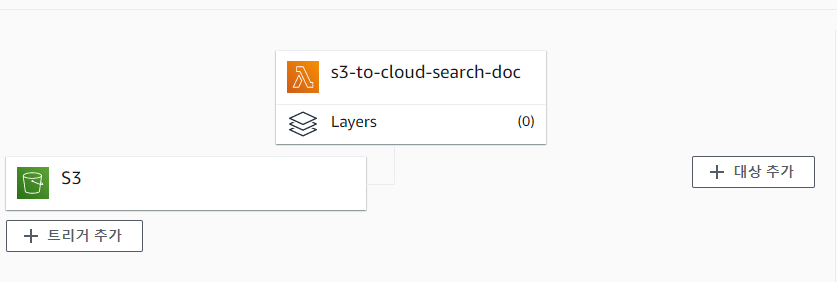 s3-to-cloud-search-doc
Layers (0)
S3
+ 대상 추가
+ 트리거 추가